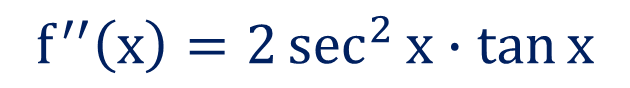 f″(x) = 2 sec² x · tan x